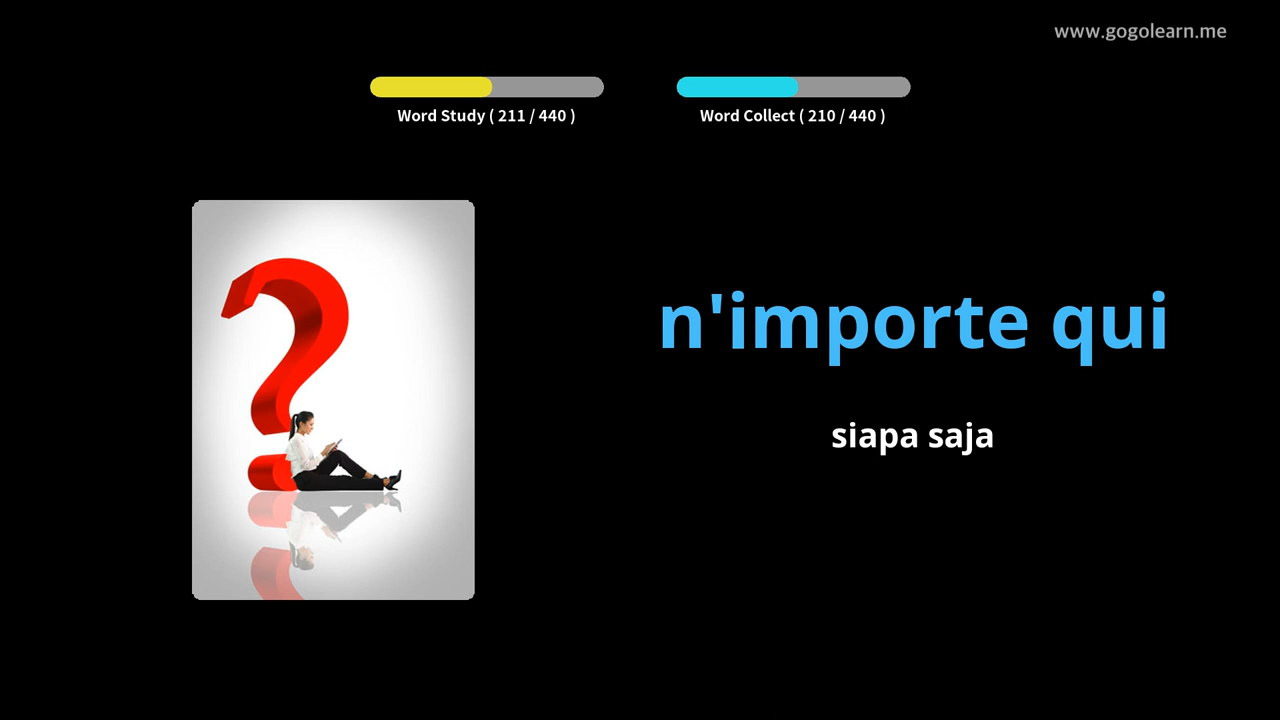 www.gogolearn.me
Word Study ( 211 / 440 )
Word Collect ( 210 / 440 )
n'importe qui
siapa saja